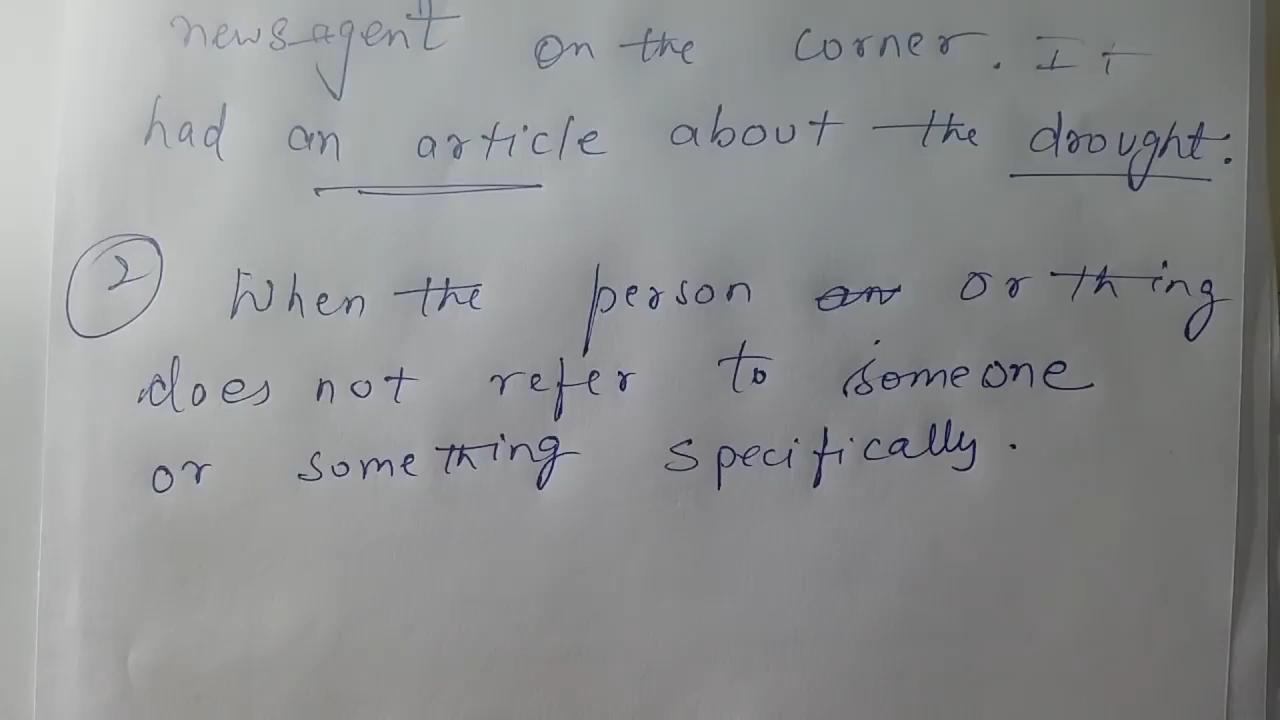 newsagent on the corner. It
had an article about the drought.
2 When the person or thing
does not refer to someone
or something specifically.